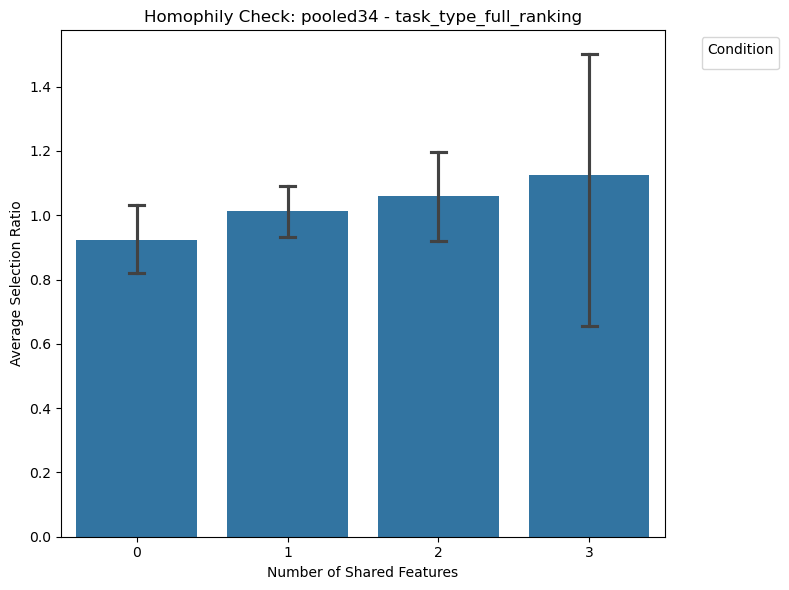 Homophily Check: pooled34 - task_type_full_ranking
Condition
1.4
1.2
1.0
0.8
0.6
0.4
0.2
0.0
Average Selection Ratio
0 1 2 3
Number of Shared Features